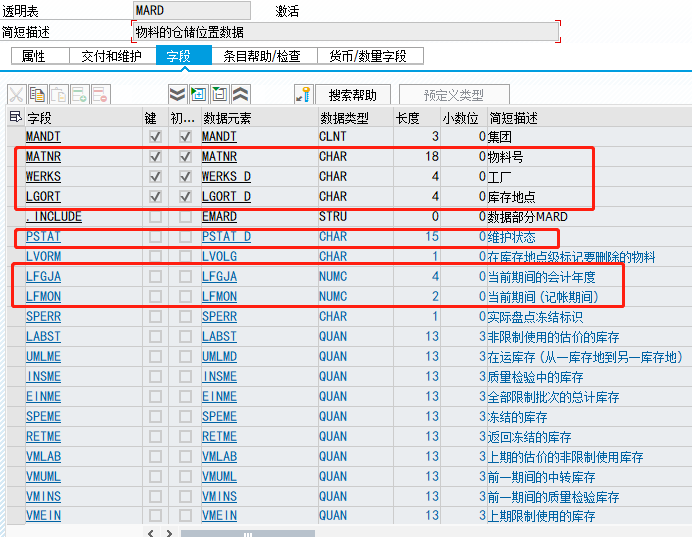 透明表 MARD 激活
简短描述 物料的仓储位置数据
属性 交付和维护 字段 条目帮助/检查 货币/数量字段
搜索帮助 预定义类型
字段 键 初... 数据元素 数据类型 长度 小数位 简短描述
MANDT MANDT CLNT 3 0 集团
MATNR MATNR CHAR 18 0 物料号
WERKS WERKS_D CHAR 4 0 工厂
LGORT LGORT_D CHAR 4 0 库存地点
.INCLUDE EMARD STRU 0 0 数据部分MARD
PSTAT PSTAT_D CHAR 15 0 维护状态
LVORM LVOLG CHAR 1 0 在库存地点级标记要删除的物料
LFGJA LFGJA NUMC 4 0 当前期间的会计年度
LFMON LFMON NUMC 2 0 当前期间(记帐期间)
SPERR SPERR CHAR 1 0 实际盘点冻结标识
LABST LABST QUAN 13 3 非限制使用的估价的库存
UMLME UMLMD QUAN 13 3 在运库存(从一库存地到另一库存地)
INSME INSME QUAN 13 3 质量检验中的库存
EINME EINME QUAN 13 3 全部限制批次的总计库存
SPEME SPEME QUAN 13 3 冻结的库存
RETME RETME QUAN 13 3 返回冻结的库存
VMLAB VMLAB QUAN 13 3 上期的估价的非限制使用库存
VMUML VMUML QUAN 13 3 前一期间的中转库存
VMINS VMINS QUAN 13 3 前一期间的质量检验库存
VMEIN VMEIN QUAN 13 3 上期限制使用的库存